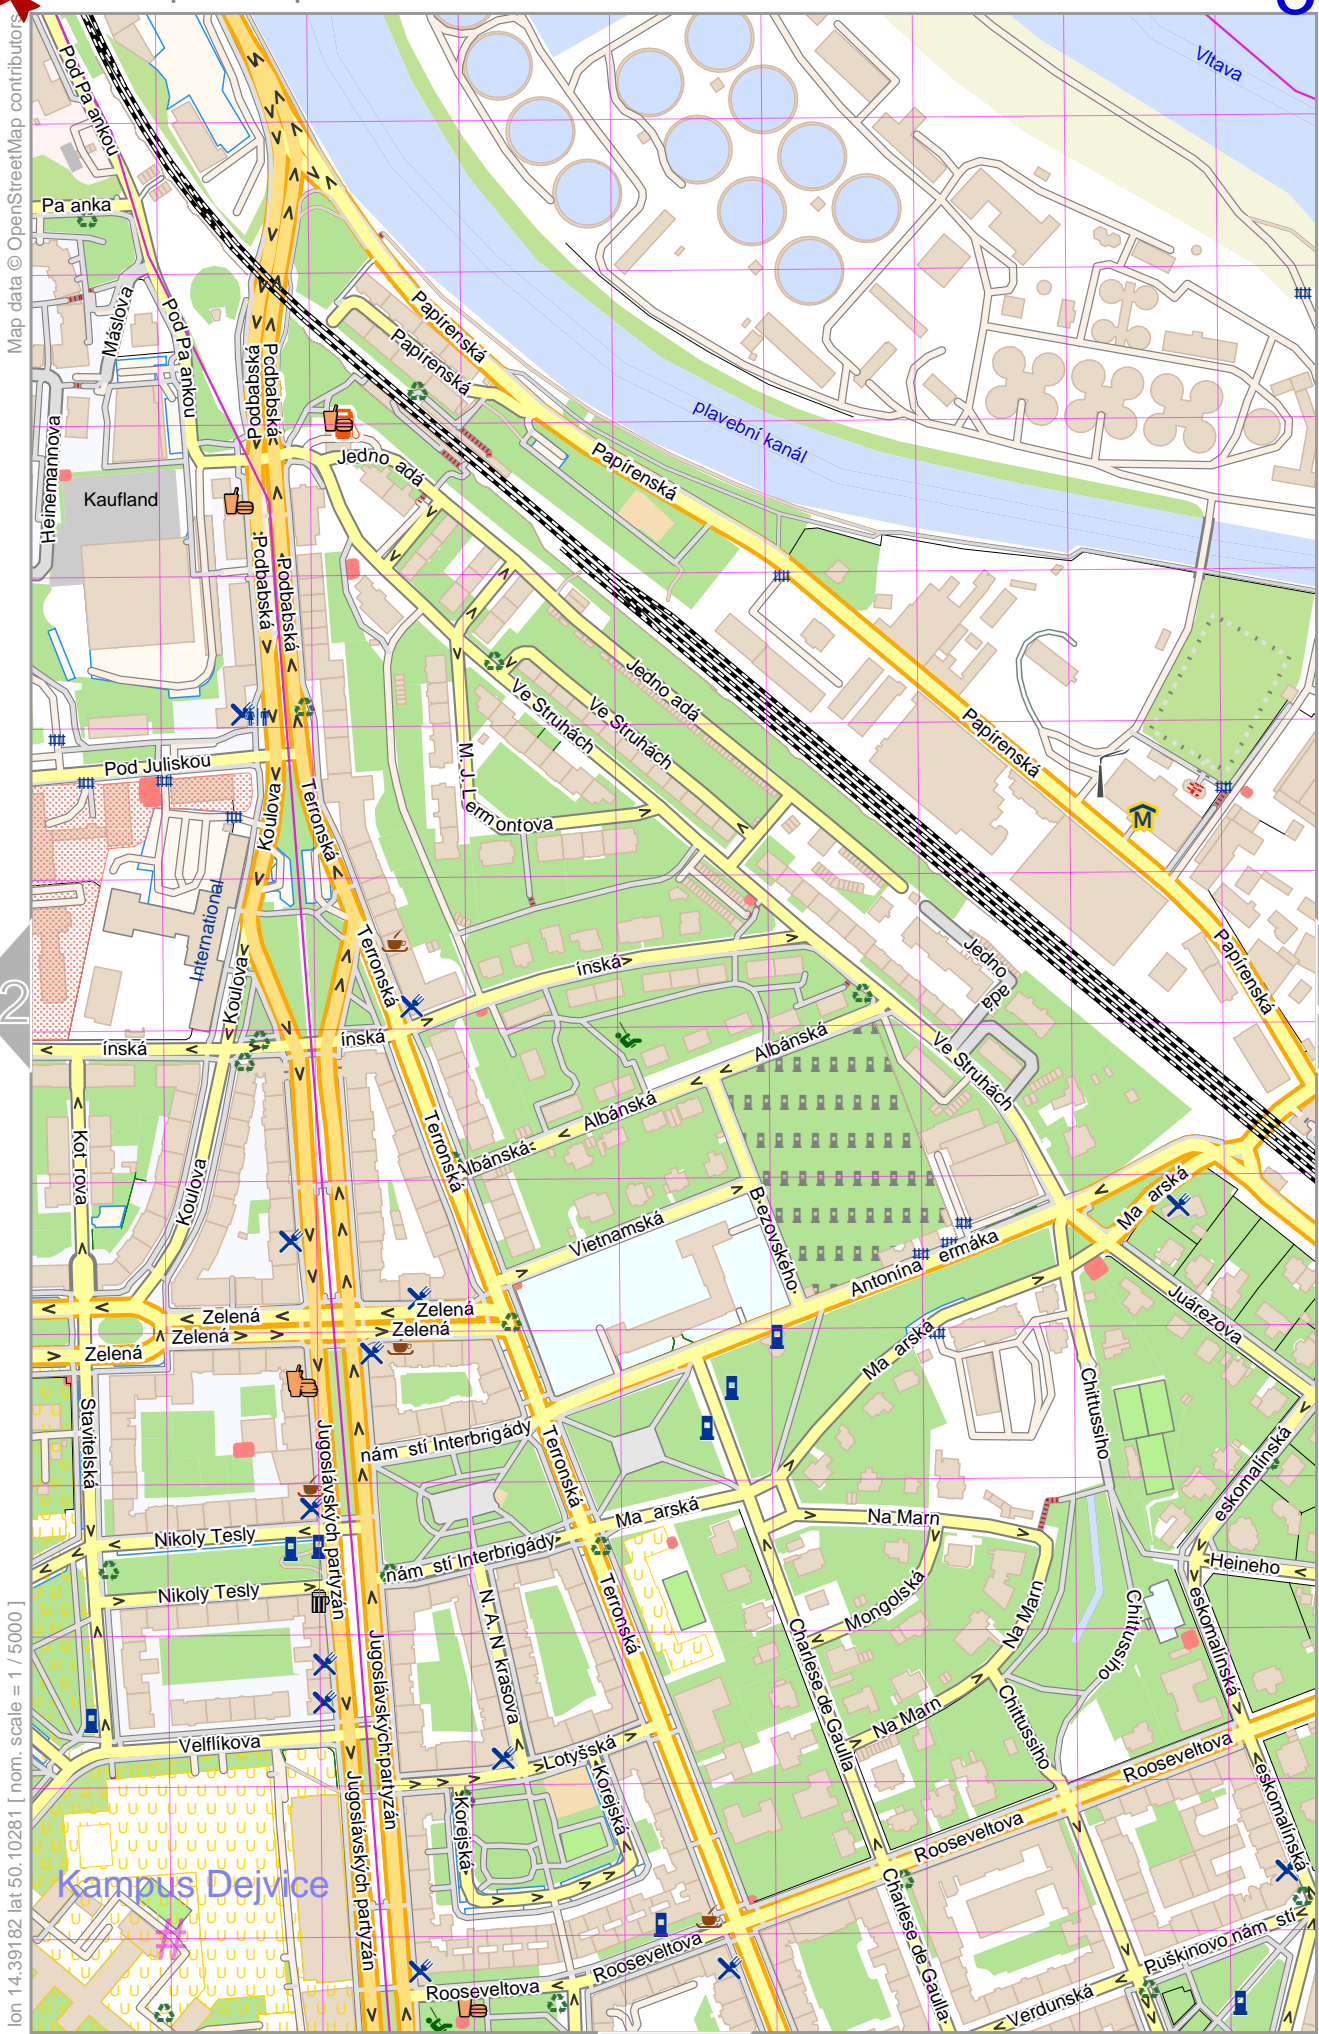 Map data © OpenStreetMap contributors
Vltava
Pod Pa ankou
Pa anka
Máslova
Pod Pa ankou
Papírenská
Papírenská
Podbabská
Podbabská
plavební kanál
Heinemannova
Jedno adá
Papírenská
Kaufland
Podbabská
Podbabská
Jedno adá
Ve Struhách
Ve Struhách
Papírenská
Pod Juliskou
M. J. Lermontova
Koulova
Terronská
M
International
Terronská
Jedno adá
Papírenská
ínská
Koulova
2
ínská
ínská
Albánská
Ve Struhách
Albánská
Terronská
Kot rova
Albánská
Koulova
Ma arská
B ezovského
Vietnamská
Antonína ermáka
Juárezova
Zelená
Zelená
Zelená
Zelená
Zelená
Ma arská
Chittussiho
Stavitelská
Jugoslávských partyzán
nám stí Interbrigády
Terronská
eskomalínská
Ma arská
Na Marn
Nikoly Tesly
nám stí Interbrigády
Heineho
Nikoly Tesly
N. A. N krasova
Terronská
Mongolská
Na Marn
Chittussiho
eskomalínská
Charlese de Gaulla
Jugoslávských partyzán
Na Marn
Chittussiho
Velflíkova
Lotyšská
Rooseveltova
Korejská
Korejská
Jugoslávských partyzán
eskomalínská
Rooseveltova
Kampus Dejvice
Charlese de Gaulla
Rooseveltova
Puškinovo nám stí
Rooseveltova
Verdunská
lon 14.39182 lat 50.10281 [ nom. scale = 1 / 5000 ]